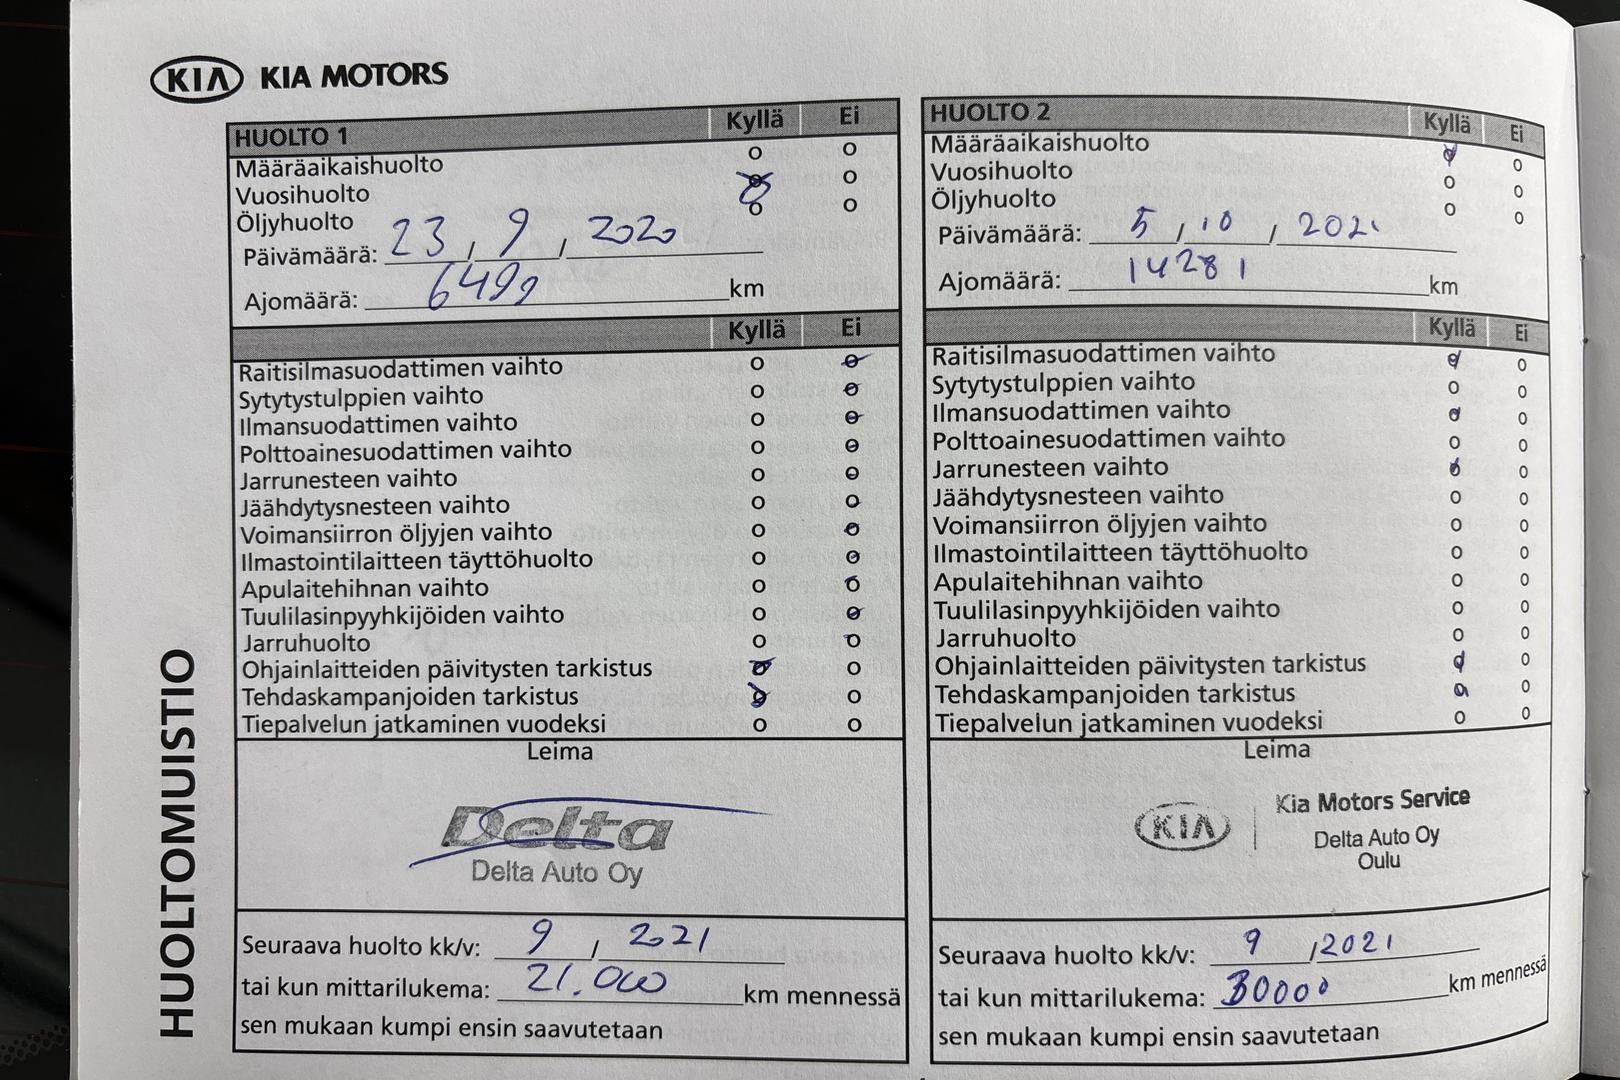 KIA KIA MOTORS
HUOLTOMUISTIO
HUOLTO 1 Kyllä Ei
Määräaikaishuolto
Vuosihuolto
Öljyhuolto
Päivämäärä: 23 / 9 / 2020
Ajomäärä: 6499 km
Kyllä Ei
Raitisilmasuodattimen vaihto
Sytytystulppien vaihto
Ilmansuodattimen vaihto
Polttoainesuodattimen vaihto
Jarrunesteen vaihto
Jäähdytysnesteen vaihto
Voimansiirron öljyjen vaihto
Ilmastointilaitteen täyttöhuolto
Apulaitehihnan vaihto
Tuulilasinpyyhkijöiden vaihto
Jarruhuolto
Ohjainlaitteiden päivitysten tarkistus
Tehdaskampanjoiden tarkistus
Tiepalvelun jatkaminen vuodeksi
Leima
Delta
Delta Auto Oy
Seuraava huolto kk/v: 9 / 2021
tai kun mittarilukema: 21.000 km mennessä
sen mukaan kumpi ensin saavutetaan
HUOLTO 2 Kyllä Ei
Määräaikaishuolto
Vuosihuolto
Öljyhuolto
Päivämäärä: 5 / 10 / 2021
Ajomäärä: 14281 km
Kyllä Ei
Raitisilmasuodattimen vaihto
Sytytystulppien vaihto
Ilmansuodattimen vaihto
Polttoainesuodattimen vaihto
Jarrunesteen vaihto
Jäähdytysnesteen vaihto
Voimansiirron öljyjen vaihto
Ilmastointilaitteen täyttöhuolto
Apulaitehihnan vaihto
Tuulilasinpyyhkijöiden vaihto
Jarruhuolto
Ohjainlaitteiden päivitysten tarkistus
Tehdaskampanjoiden tarkistus
Tiepalvelun jatkaminen vuodeksi
Leima
KIA
Kia Motors Service
Delta Auto Oy
Oulu
Seuraava huolto kk/v: 9 / 2021
tai kun mittarilukema: 30000 km mennessä
sen mukaan kumpi ensin saavutetaan